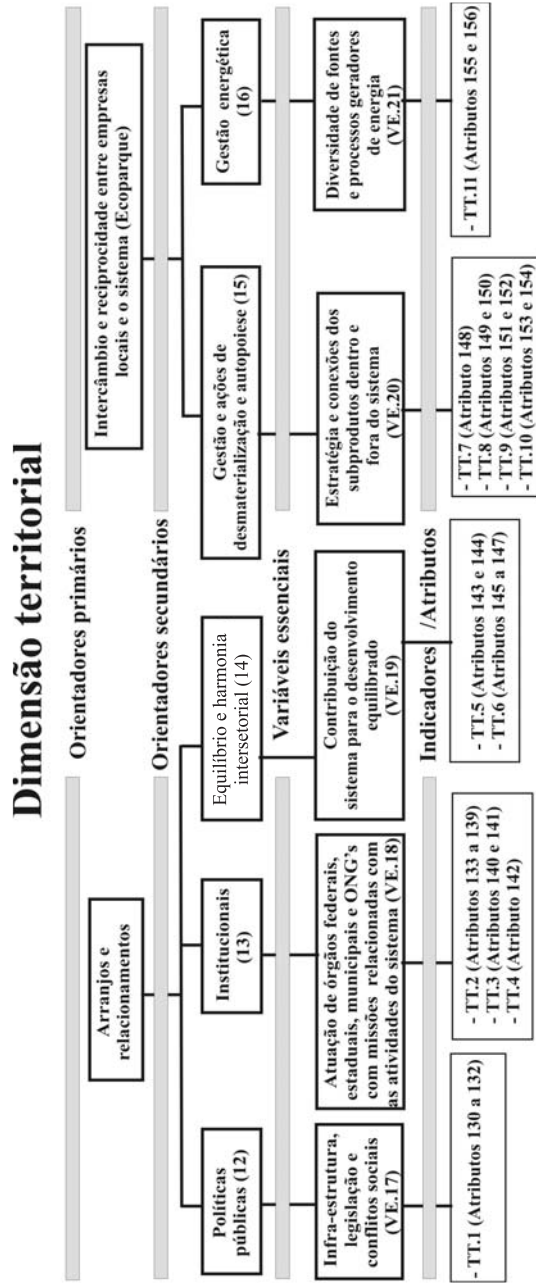 Dimensão territorial
Orientadores primários
Arranjos e
relacionamentos
Intercâmbio e reciprocidade entre empresas
locais e o sistema (Ecoparque)
Orientadores secundários
Políticas
públicas (12)
Institucionais
(13)
Equilíbrio e harmonia
intersetorial (14)
Gestão e ações de
desmaterialização e autopoiese (15)
Gestão energética
(16)
Variáveis essenciais
Infra-estrutura,
legislação e
conflitos sociais
(VE.17)
Atuação de órgãos federais,
estaduais, municipais e ONG's
com missões relacionadas com
as atividades do sistema (VE.18)
Contribuição do
sistema para o desenvolvimento
equilibrado
(VE.19)
Estratégia e conexões dos
subprodutos dentro e
fora do sistema
(VE.20)
Diversidade de fontes
e processos geradores
de energia
(VE.21)
Indicadores /Atributos
- TT.1 (Atributos 130 a 132)
- TT.2 (Atributos 133 a 139)
- TT.3 (Atributos 140 e 141)
- TT.4 (Atributo 142)
- TT.5 (Atributos 143 e 144)
- TT.6 (Atributos 145 a 147)
- TT.7 (Atributo 148)
- TT.8 (Atributos 149 e 150)
- TT.9 (Atributos 151 e 152)
- TT.10 (Atributos 153 e 154)
- TT.11 (Atributos 155 e 156)